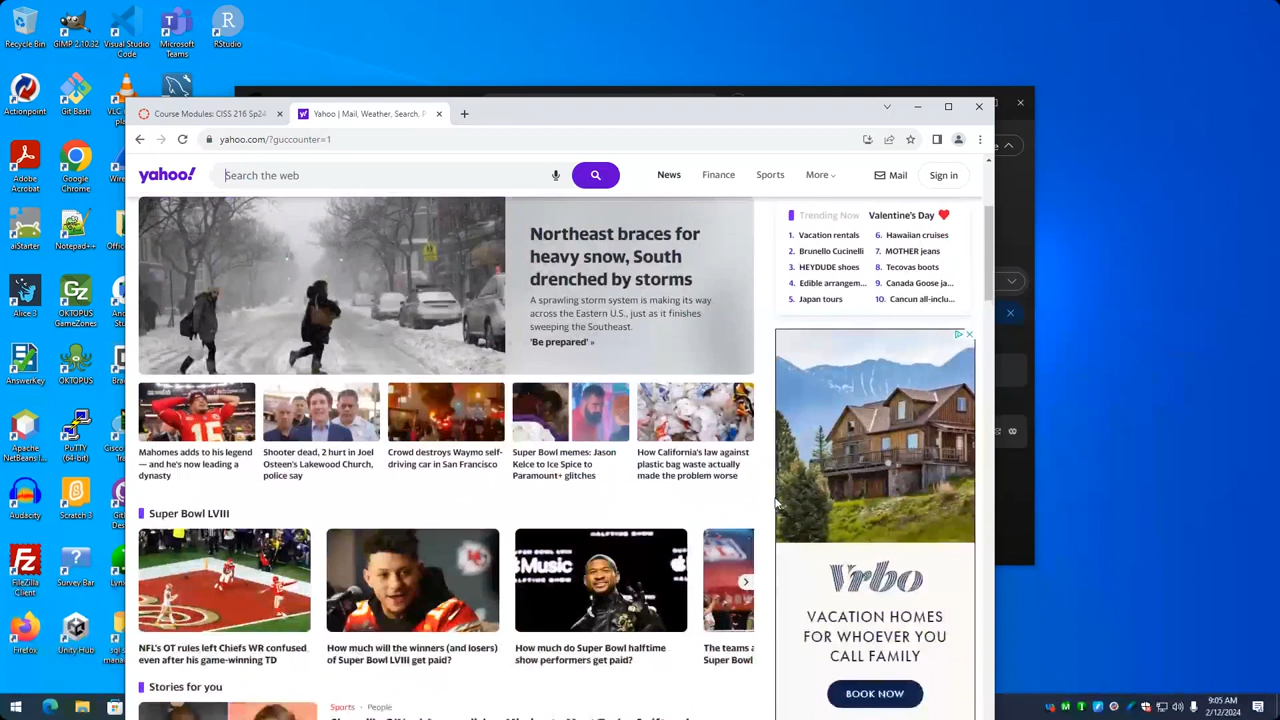 Recycle Bin
GIMP 2.10.32
Visual Studio Code
Microsoft Teams
RStudio
Actionpoint
Git Bash
Adobe Acrobat
Google Chrome
aiStarter
Notepad++
Alice 3
OKTOPUS GameZones
AnswerKey
OKTOPUS
Apache NetBeans I...
PuTTY (64-bit)
Audacity
Scratch 3
FileZilla Client
Survey Bar
Firefox
Unity Hub
Course Modules: CISS 216 Sp24
Yahoo | Mail, Weather, Search, P
yahoo.com/?guccounter=1
yahoo!
Search the web
News
Finance
Sports
More
Mail
Sign in
Northeast braces for
heavy snow, South
drenched by storms
A sprawling storm system is making its way
across the Eastern U.S., just as it finishes
sweeping the Southeast.
'Be prepared' »
Trending Now
Valentine's Day
1. Vacation rentals
2. Brunello Cucinelli
3. HEYDUDE shoes
4. Edible arrangem...
5. Japan tours
6. Hawaiian cruises
7. MOTHER jeans
8. Tecovas boots
9. Canada Goose ja...
10. Cancun all-inclu...
Mahomes adds to his legend
— and he's now leading a
dynasty
Shooter dead, 2 hurt in Joel
Osteen's Lakewood Church,
police say
Crowd destroys Waymo self-
driving car in San Francisco
Super Bowl memes: Jason
Kelce to Ice Spice to
Paramount+ glitches
How California's law against
plastic bag waste actually
made the problem worse
Super Bowl LVIII
NFL's OT rules left Chiefs WR confused
even after his game-winning TD
How much will the winners (and losers)
of Super Bowl LVIII get paid?
How much do Super Bowl halftime
show performers get paid?
The teams a
Super Bowl
Stories for you
Sports · People
Vrbo
VACATION HOMES
FOR WHOEVER YOU
CALL FAMILY
BOOK NOW
9:05 AM
2/12/2024